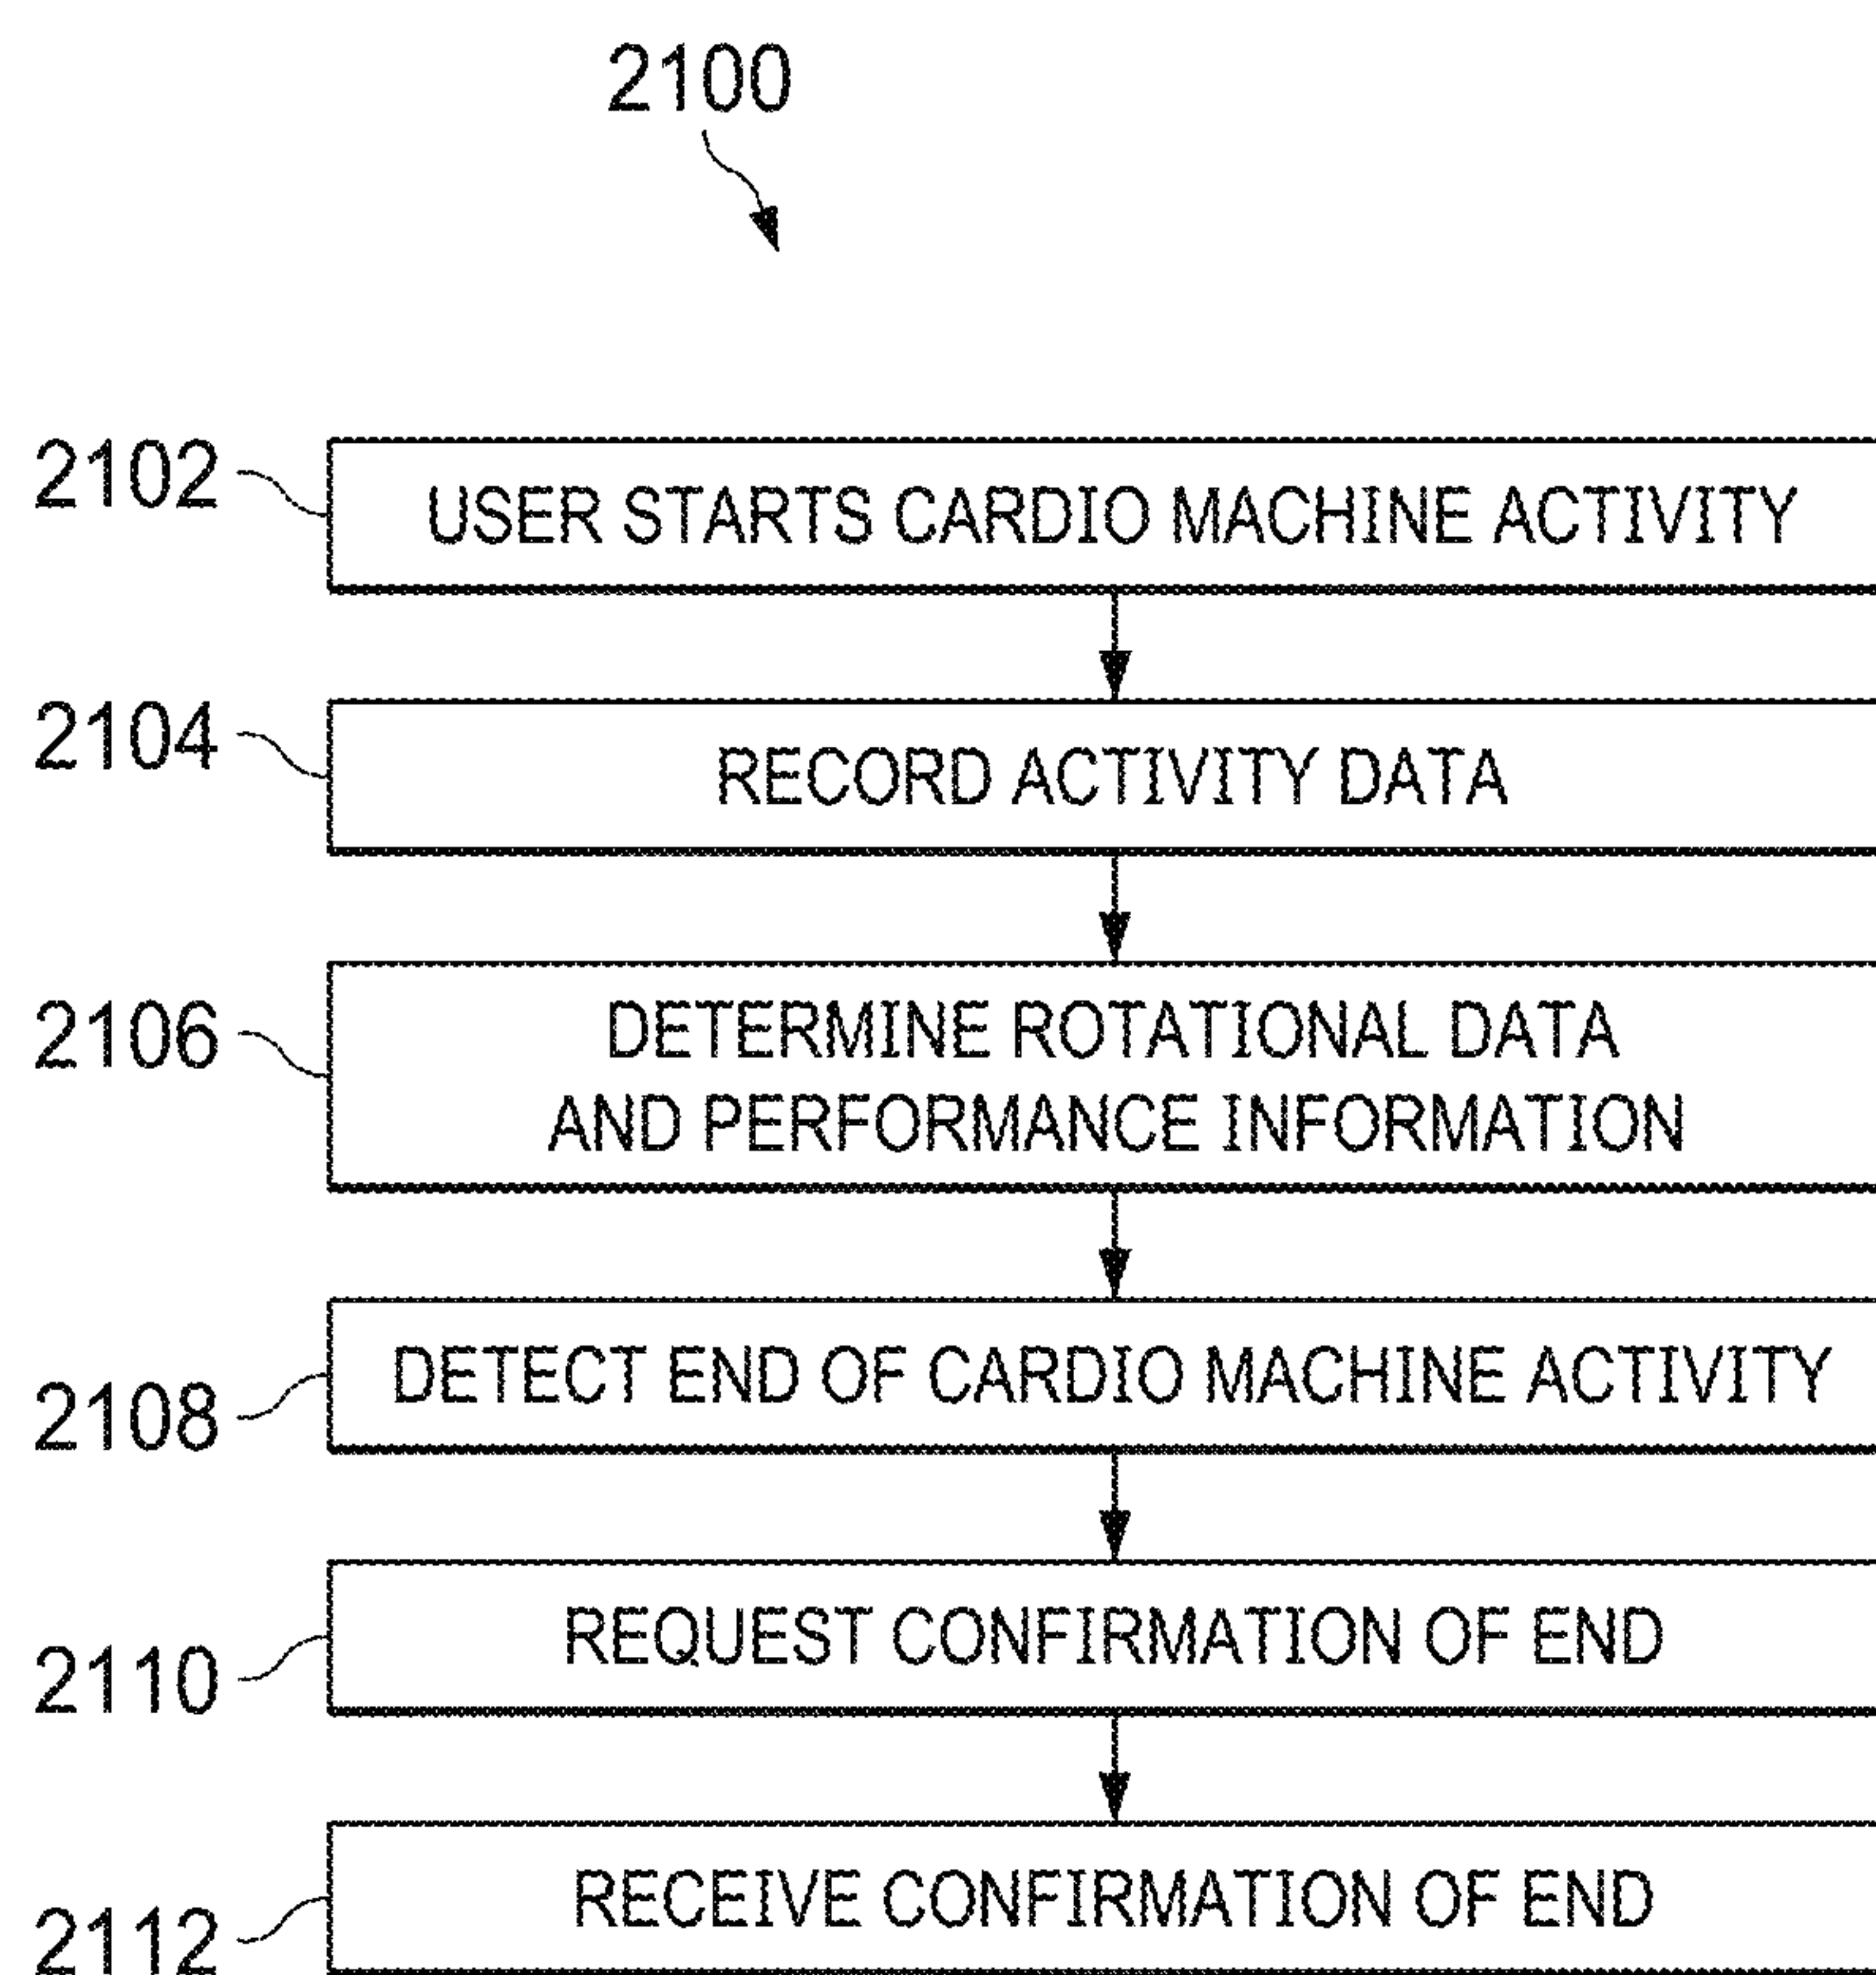 2100
2102
USER STARTS CARDIO MACHINE ACTIVITY
2104
RECORD ACTIVITY DATA
2106
DETERMINE ROTATIONAL DATA
AND PERFORMANCE INFORMATION
2108
DETECT END OF CARDIO MACHINE ACTIVITY
2110
REQUEST CONFIRMATION OF END
2112
RECEIVE CONFIRMATION OF END